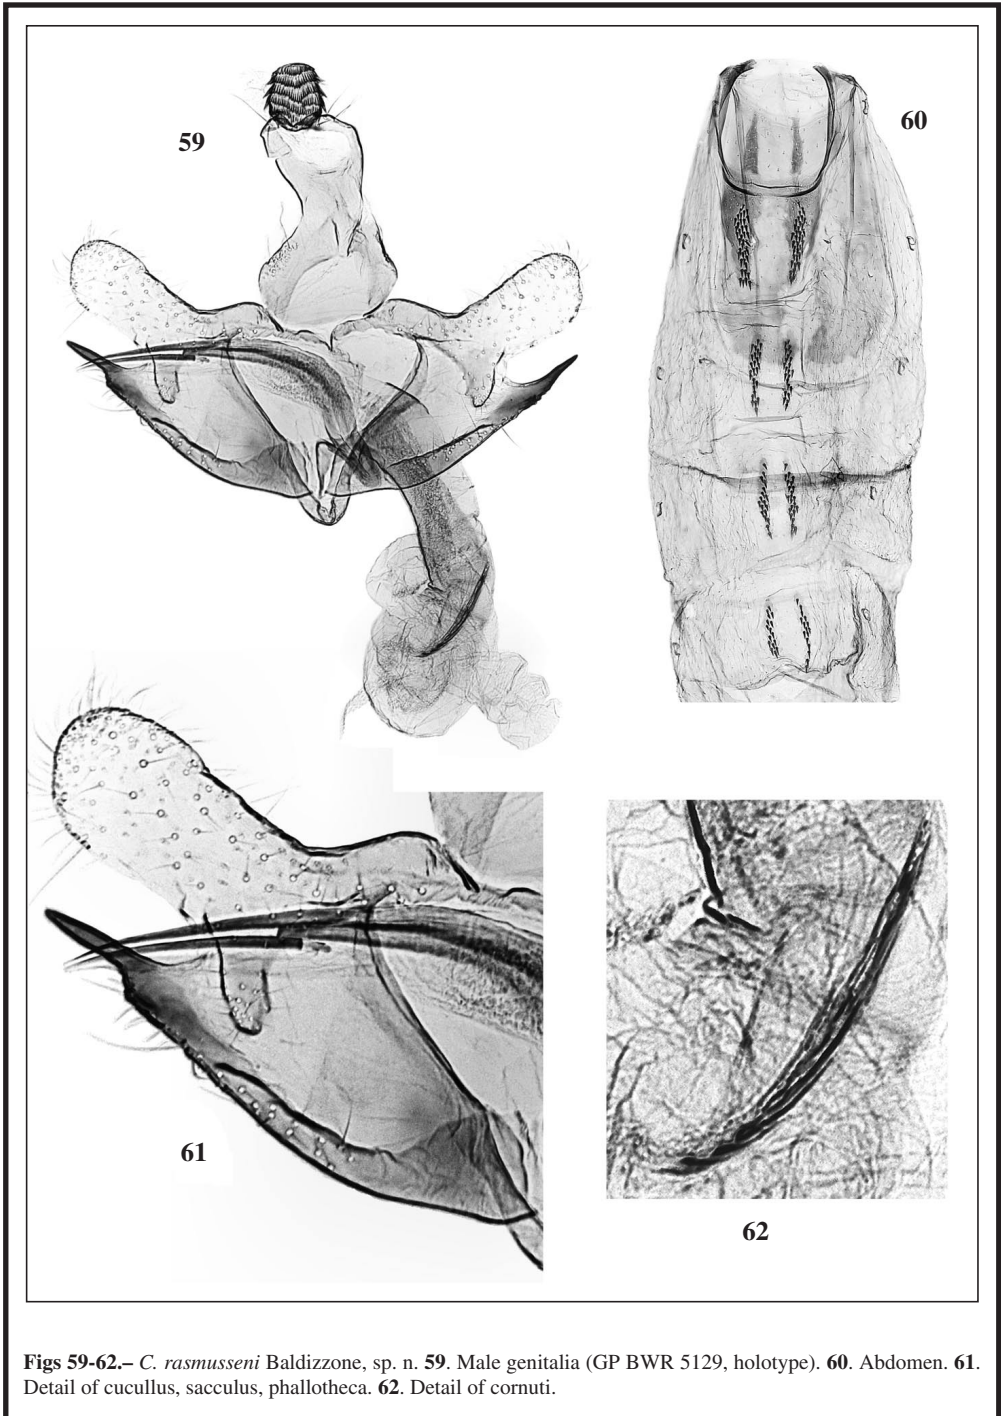 59
60
61
62
Figs 59-62.– C. rasmusseni Baldizzone, sp. n. 59. Male genitalia (GP BWR 5129, holotype). 60. Abdomen. 61.
Detail of cucullus, sacculus, phallotheca. 62. Detail of cornuti.